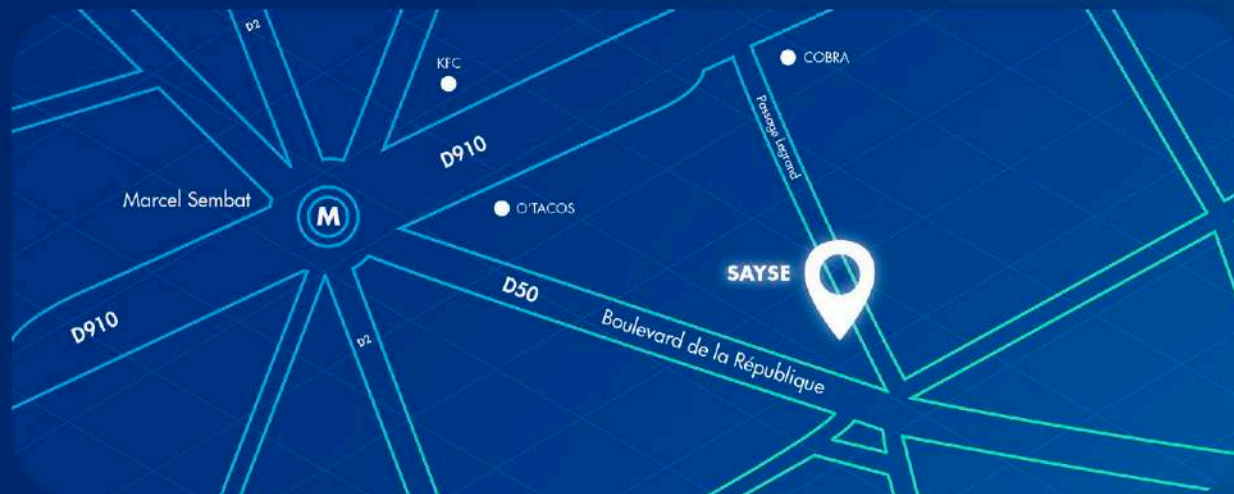 D2
KFC
COBRA
D910
Passage Legrand
Marcel Sembat
M
O'TACOS
SAYSE
D50
D910
D2
Boulevard de la République